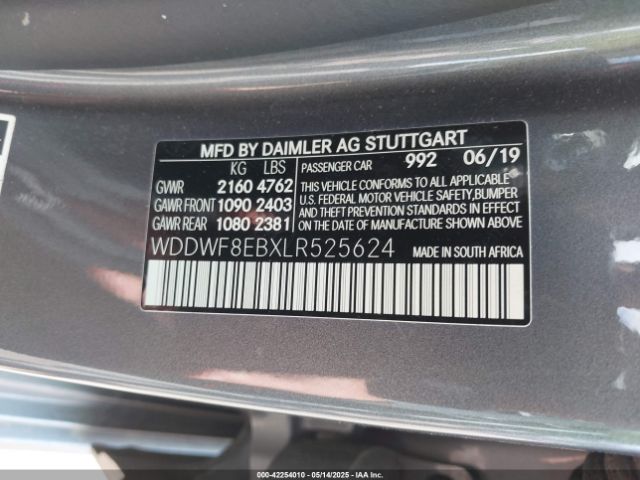 MFD BY DAIMLER AG STUTTGART
KG LBS PASSENGER CAR 992 06/19
GVWR 2160 4762
GAWR FRONT 1090 2403
GAWR REAR 1080 2381
THIS VEHICLE CONFORMS TO ALL APPLICABLE
U.S. FEDERAL MOTOR VEHICLE SAFETY, BUMPER
AND THEFT PREVENTION STANDARDS IN EFFECT
ON THE DATE OF MANUFACTURE SHOWN ABOVE.
WDDWF8EBXLR525624
MADE IN SOUTH AFRICA
000-42254010 - 05/14/2025 - IAAI.COM